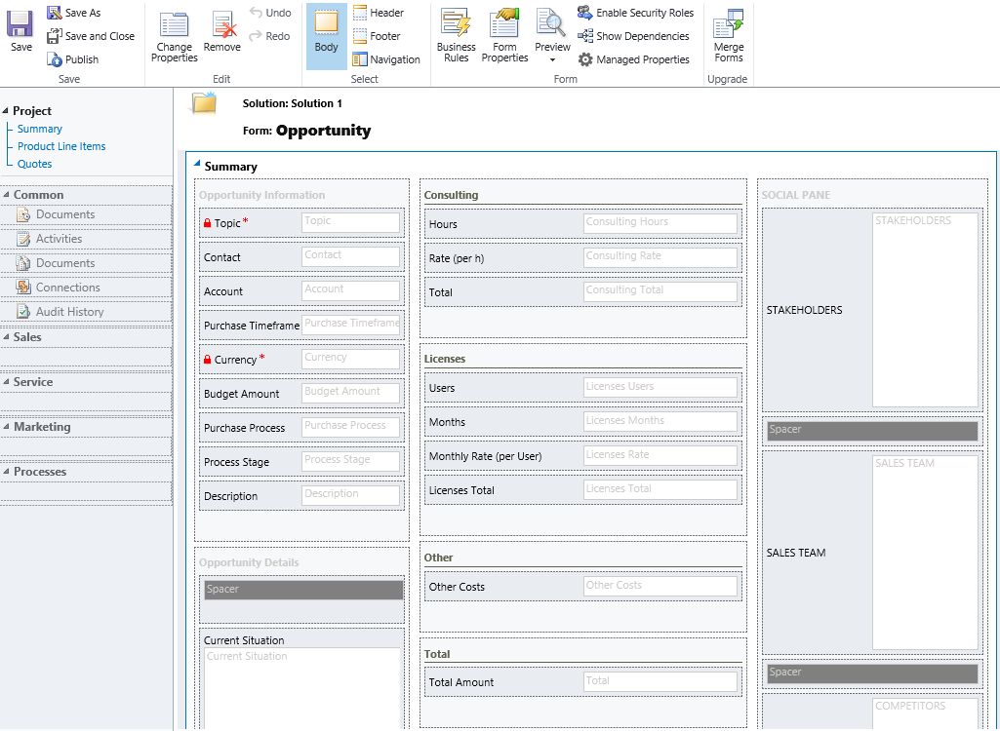 Save
Save As
Save and Close
Publish
Save
Change Properties
Remove
Undo
Redo
Edit
Body
Header
Footer
Navigation
Select
Business Rules
Form Properties
Preview
Enable Security Roles
Show Dependencies
Managed Properties
Form
Merge Forms
Upgrade
Project
Summary
Product Line Items
Quotes
Common
Documents
Activities
Documents
Connections
Audit History
Sales
Service
Marketing
Processes
Solution: Solution 1
Form: Opportunity
Summary
Opportunity Information
Topic* Topic
Contact Contact
Account Account
Purchase Timeframe Purchase Timeframe
Currency* Currency
Budget Amount Budget Amount
Purchase Process Purchase Process
Process Stage Process Stage
Description Description
Opportunity Details
Spacer
Current Situation
Current Situation
Consulting
Hours Consulting Hours
Rate (per h) Consulting Rate
Total Consulting Total
Licenses
Users Licenses Users
Months Licenses Months
Monthly Rate (per User) Licenses Rate
Licenses Total Licenses Total
Other
Other Costs Other Costs
Total
Total Amount Total
SOCIAL PANE
STAKEHOLDERS
STAKEHOLDERS
Spacer
SALES TEAM
SALES TEAM
Spacer
COMPETITORS